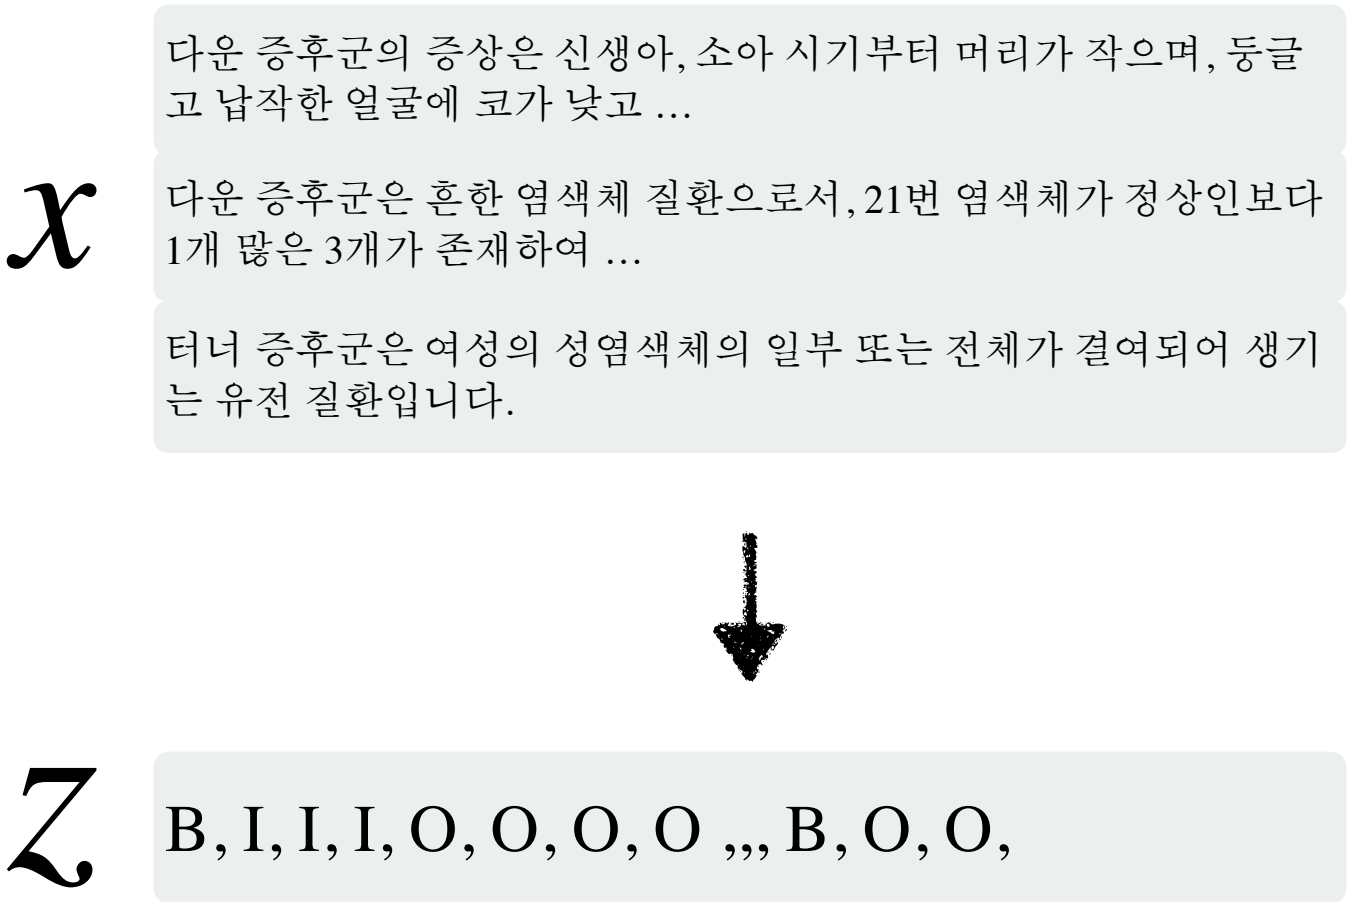 다운 증후군의 증상은 신생아, 소아 시기부터 머리가 작으며, 둥글
고 납작한 얼굴에 코가 낮고 …
x
다운 증후군은 흔한 염색체 질환으로서, 21번 염색체가 정상인보다
1개 많은 3개가 존재하여 …
터너 증후군은 여성의 성염색체의 일부 또는 전체가 결여되어 생기
는 유전 질환입니다.
z
B, I, I, I, O, O, O, O ,,, B, O, O,